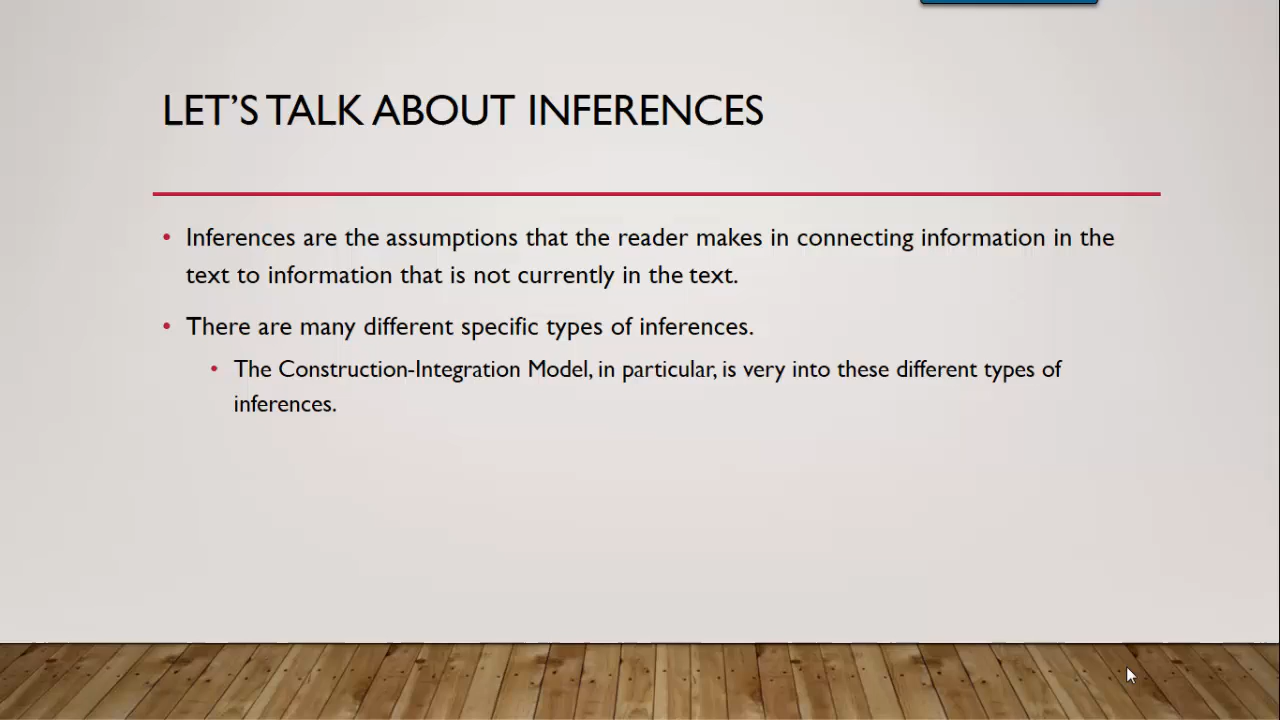 LET’S TALK ABOUT INFERENCES
• Inferences are the assumptions that the reader makes in connecting information in the
text to information that is not currently in the text.
• There are many different specific types of inferences.
• The Construction-Integration Model, in particular, is very into these different types of
inferences.